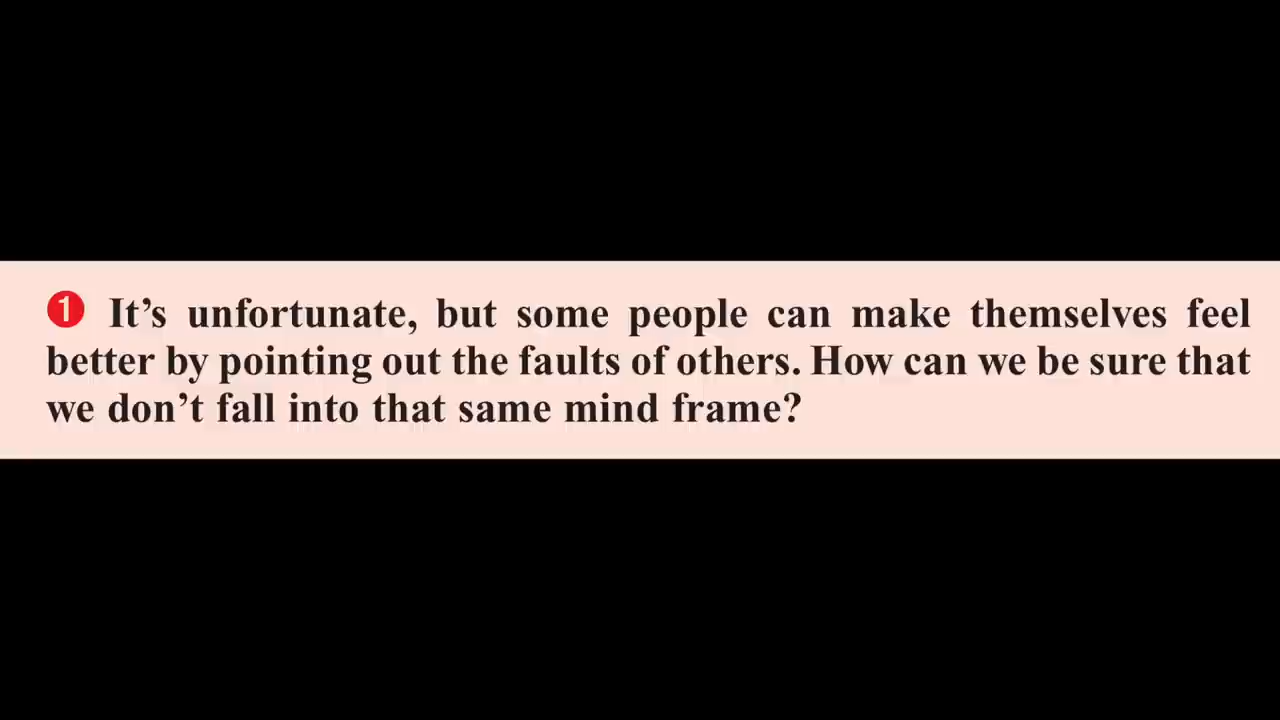 1 It’s unfortunate, but some people can make themselves feel
better by pointing out the faults of others. How can we be sure that
we don’t fall into that same mind frame?